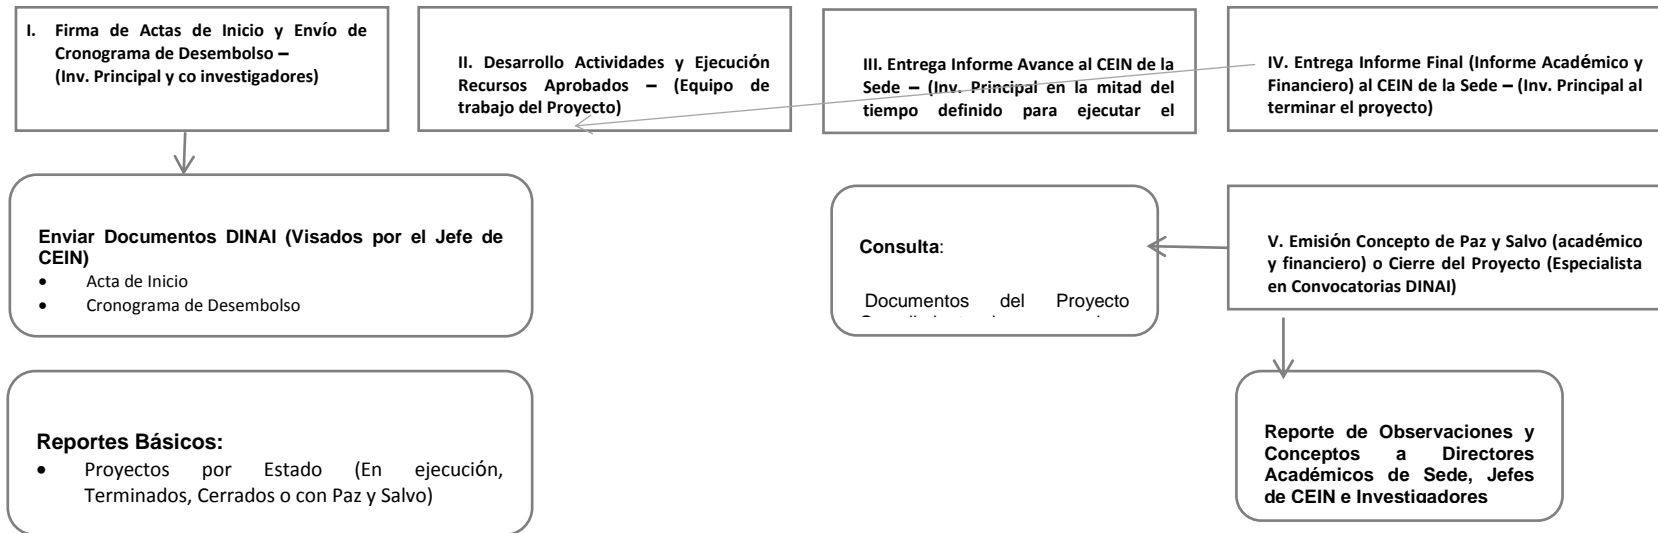 I. Firma de Actas de Inicio y Envío de
Cronograma de Desembolso –
(Inv. Principal y co investigadores)
II. Desarrollo Actividades y Ejecución
Recursos Aprobados – (Equipo de
trabajo del Proyecto)
III. Entrega Informe Avance al CEIN de la
Sede – (Inv. Principal en la mitad del
tiempo definido para ejecutar el
IV. Entrega Informe Final (Informe Académico y
Financiero) al CEIN de la Sede – (Inv. Principal al
terminar el proyecto)
Enviar Documentos DINAI (Visados por el Jefe de
CEIN)
• Acta de Inicio
• Cronograma de Desembolso
Consulta:
Documentos del Proyecto
V. Emisión Concepto de Paz y Salvo (académico
y financiero) o Cierre del Proyecto (Especialista
en Convocatorias DINAI)
Reportes Básicos:
• Proyectos por Estado (En ejecución,
Terminados, Cerrados o con Paz y Salvo)
Reporte de Observaciones y
Conceptos a Directores
Académicos de Sede, Jefes
de CEIN e Investigadores